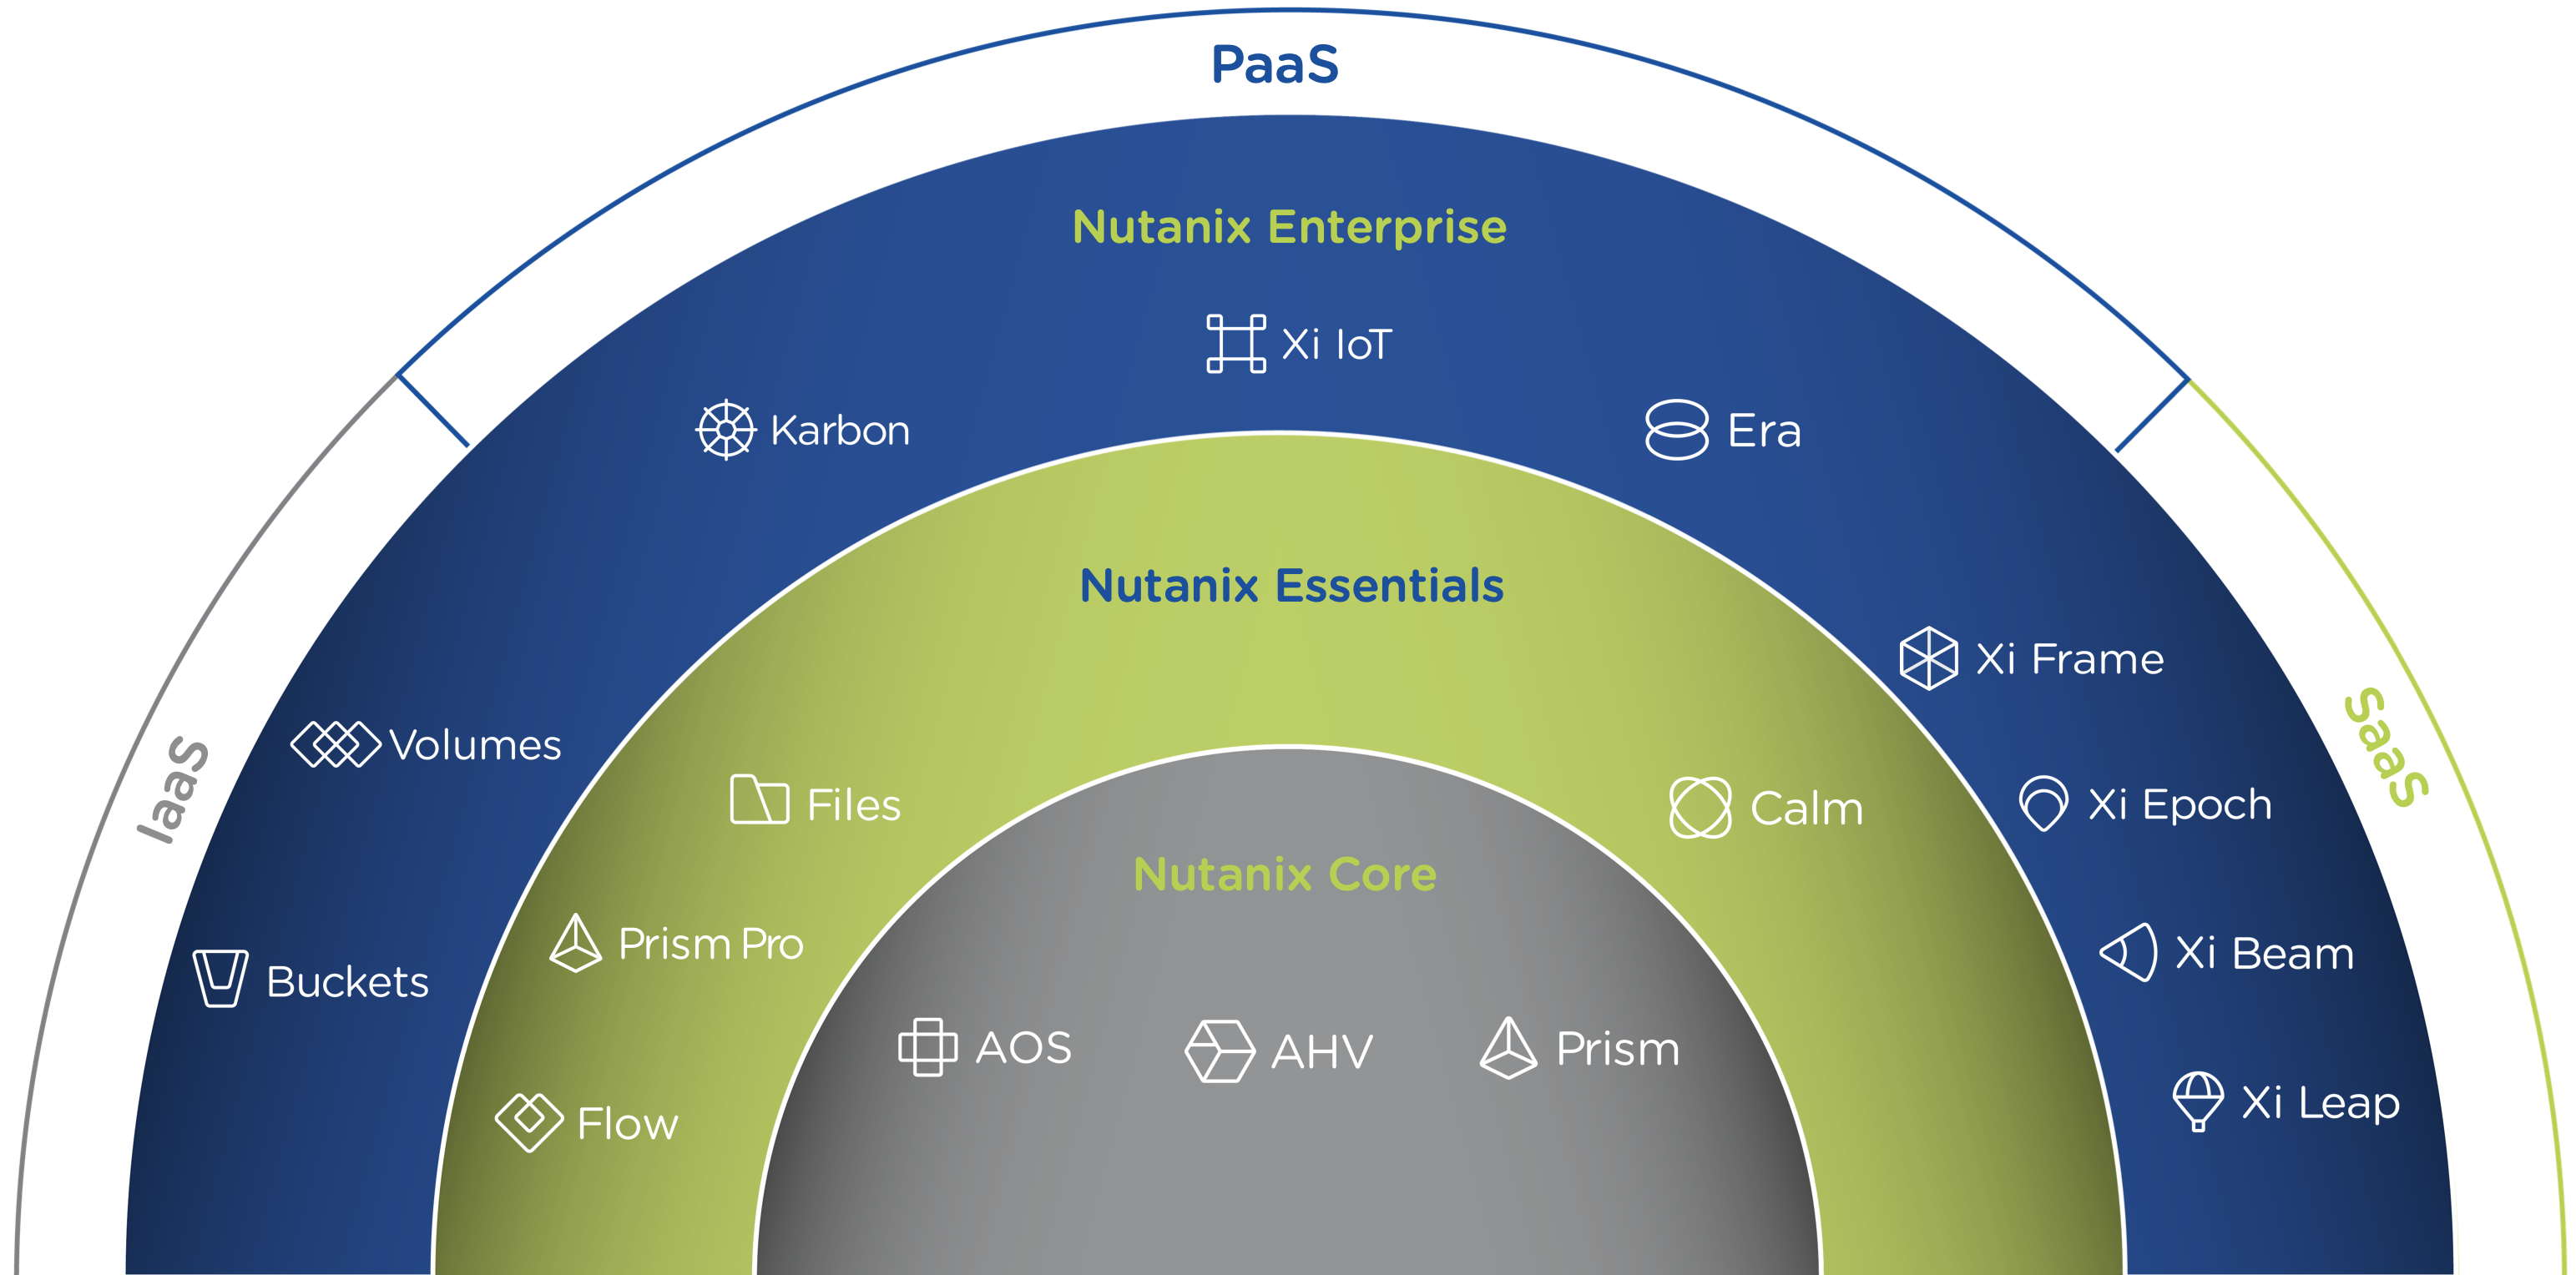 PaaS
Nutanix Enterprise
Xi IoT
Karbon
Era
Nutanix Essentials
Xi Frame
IaaS
SaaS
Volumes
Files
Calm
Xi Epoch
Nutanix Core
Prism Pro
Xi Beam
Buckets
AOS
AHV
Prism
Xi Leap
Flow